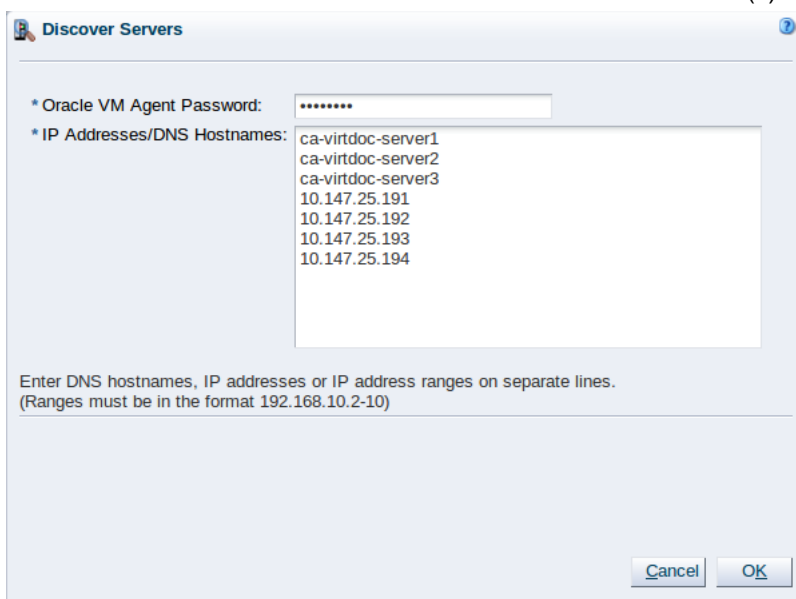 Discover Servers
* Oracle VM Agent Password: ••••••••
* IP Addresses/DNS Hostnames:
ca-virtdoc-server1
ca-virtdoc-server2
ca-virtdoc-server3
10.147.25.191
10.147.25.192
10.147.25.193
10.147.25.194
Enter DNS hostnames, IP addresses or IP address ranges on separate lines.
(Ranges must be in the format 192.168.10.2-10)
Cancel OK